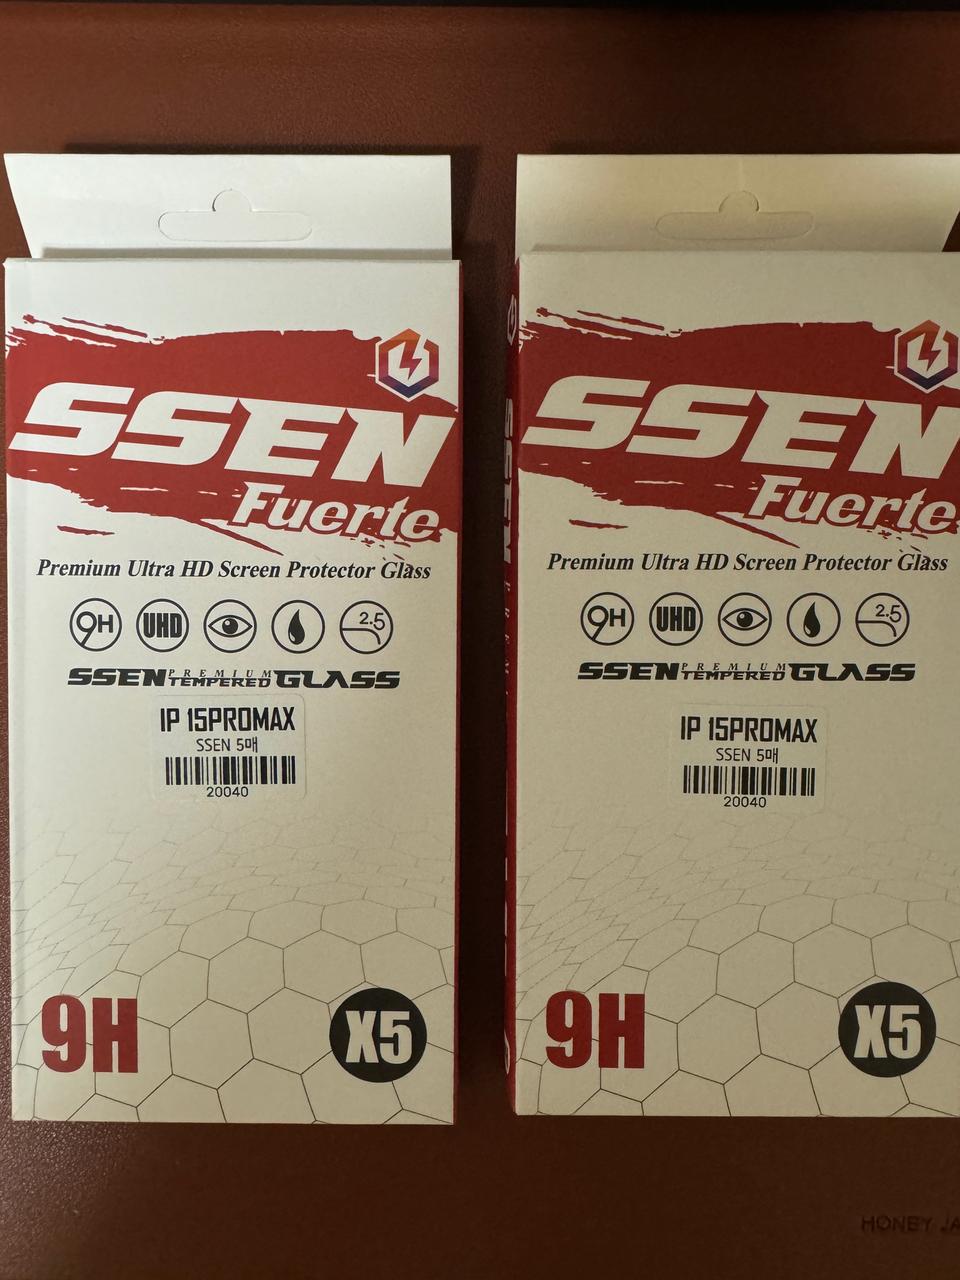 SSEN
Fuerte
Premium Ultra HD Screen Protector Glass
9H UHD 2.5
SSEN PREMIUM TEMPERED GLASS
IP 15PROMAX
SSEN 5매
20040
9H X5
SSEN
SSEN
Fuerte
Premium Ultra HD Screen Protector Glass
9H UHD 2.5
SSEN PREMIUM TEMPERED GLASS
IP 15PROMAX
SSEN 5매
20040
9H X5
HONEY